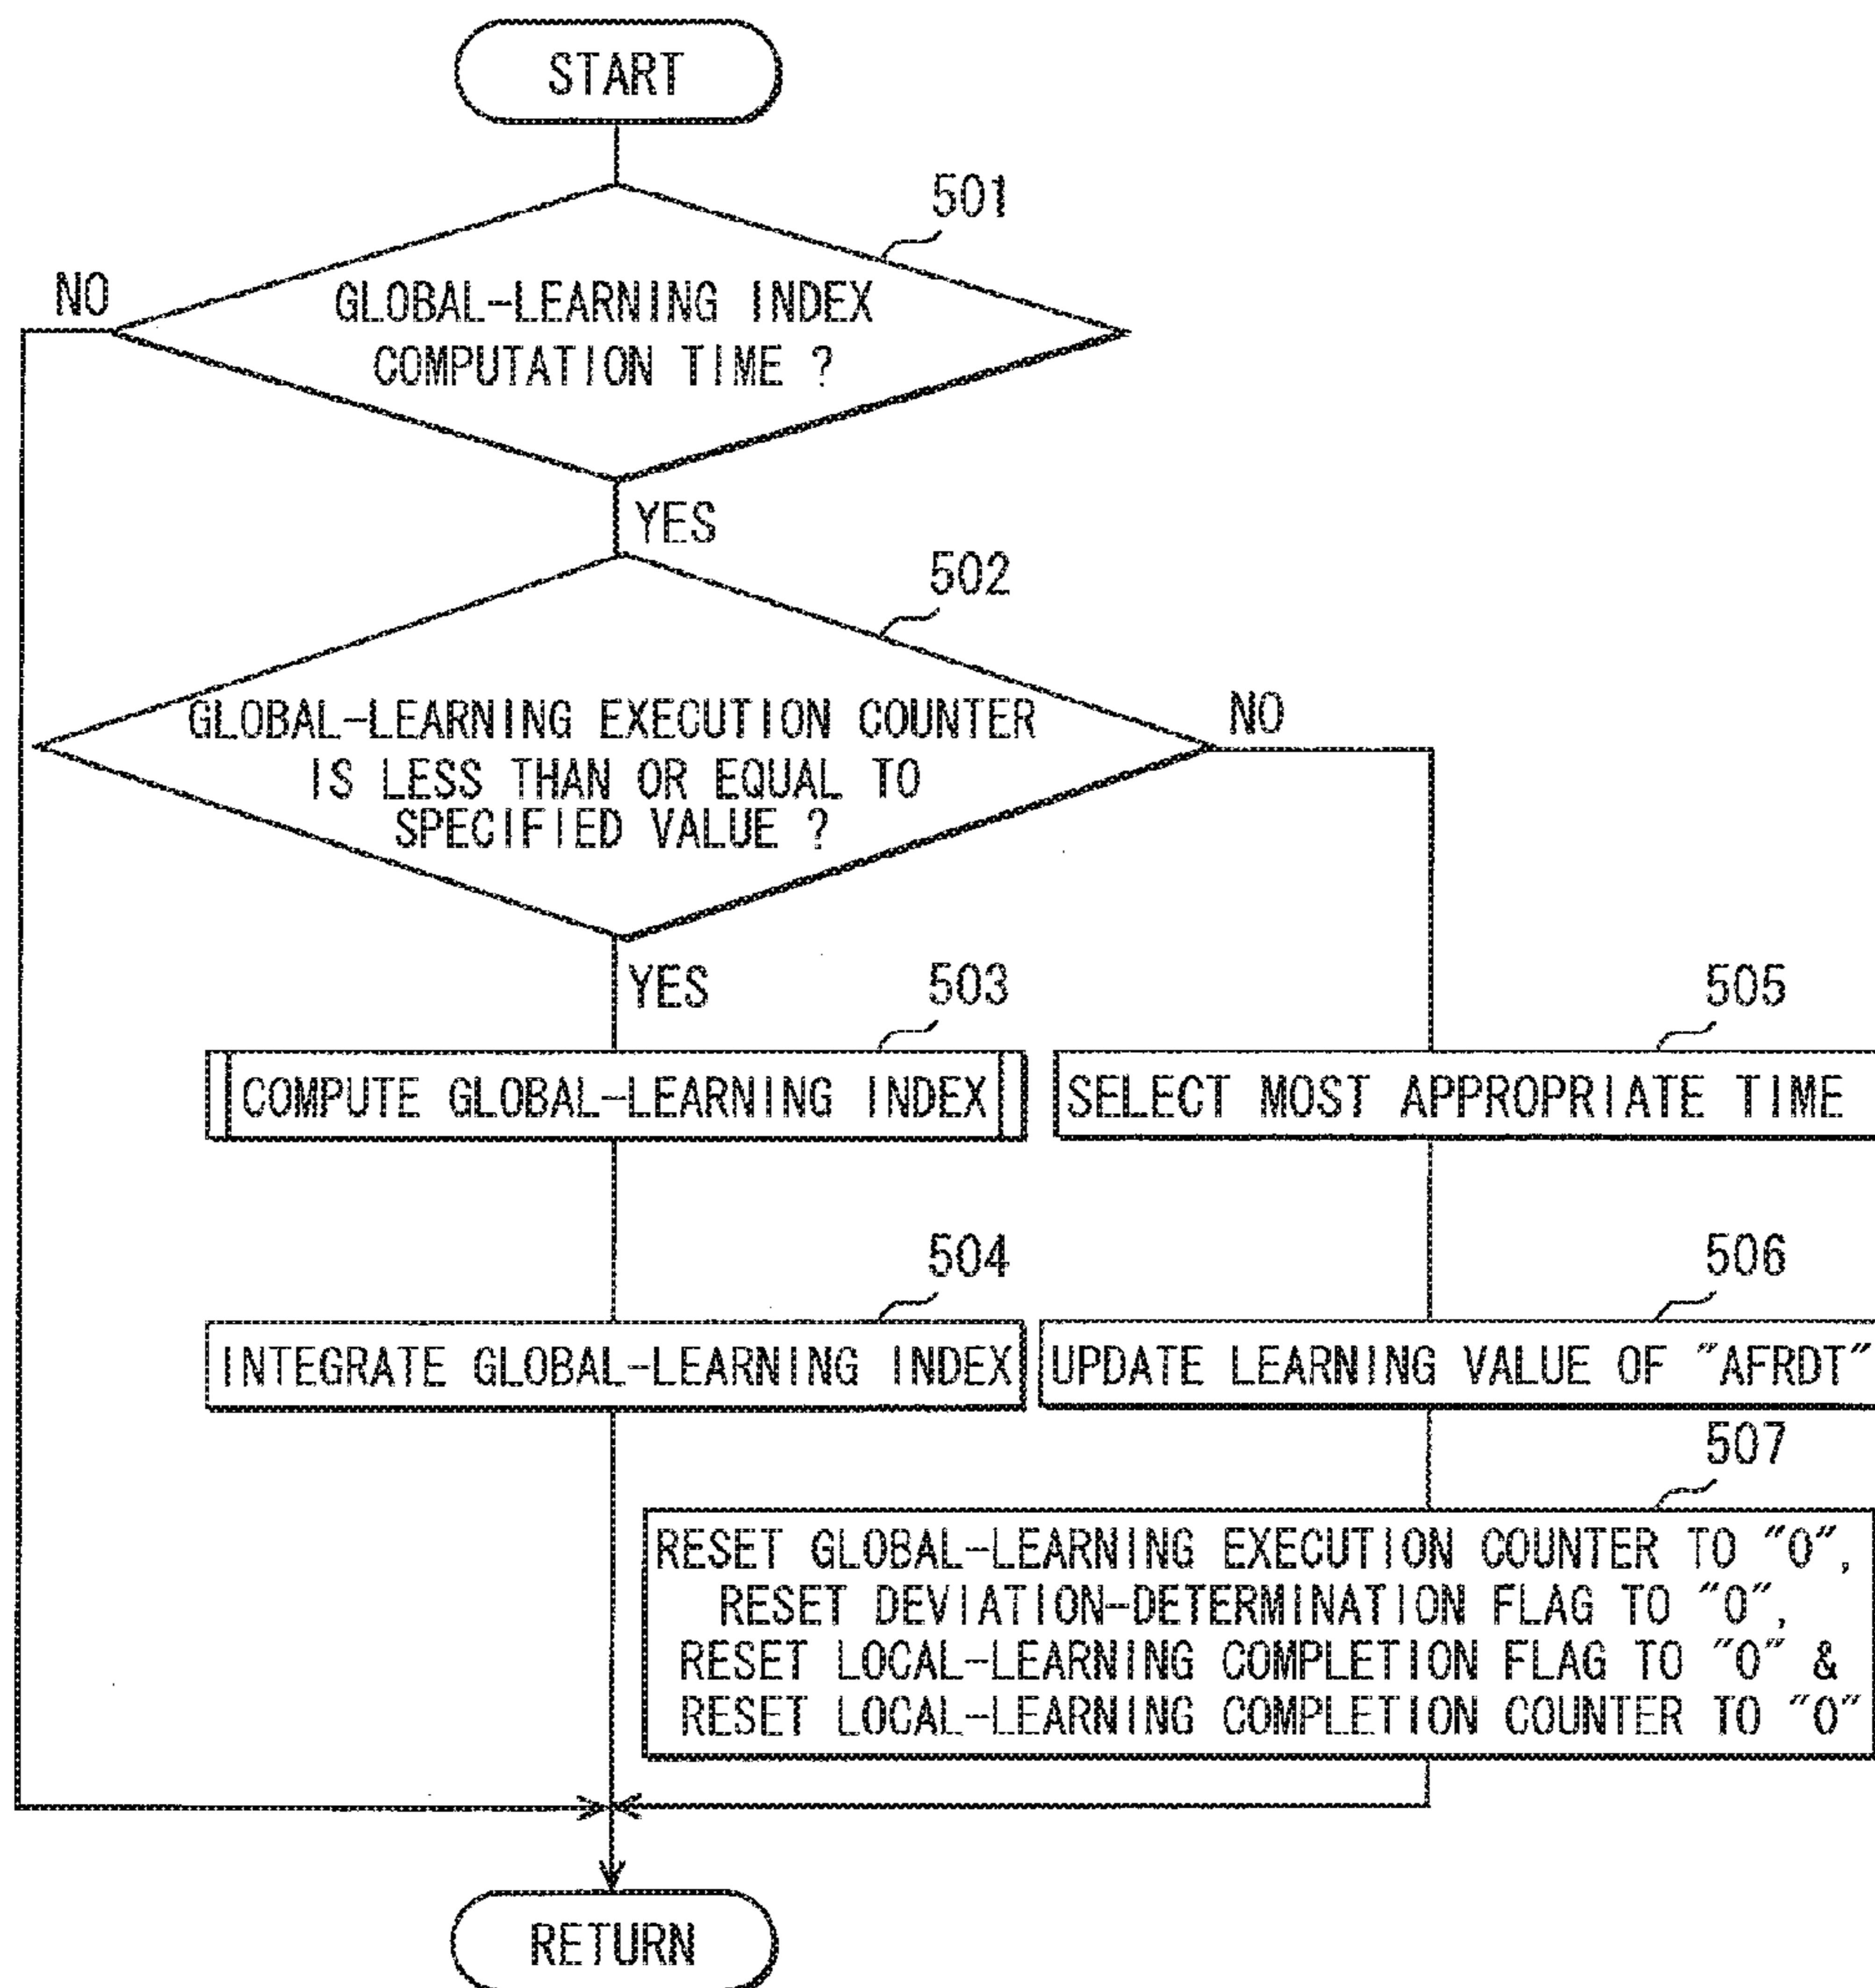 START
501
NO
GLOBAL-LEARNING INDEX
COMPUTATION TIME ?
YES
502
GLOBAL-LEARNING EXECUTION COUNTER
IS LESS THAN OR EQUAL TO
SPECIFIED VALUE ?
NO
YES
503
505
COMPUTE GLOBAL-LEARNING INDEX
SELECT MOST APPROPRIATE TIME
504
506
INTEGRATE GLOBAL-LEARNING INDEX
UPDATE LEARNING VALUE OF "AFRDT"
507
RESET GLOBAL-LEARNING EXECUTION COUNTER TO "0",
RESET DEVIATION-DETERMINATION FLAG TO "0",
RESET LOCAL-LEARNING COMPLETION FLAG TO "0" &
RESET LOCAL-LEARNING COMPLETION COUNTER TO "0"
RETURN